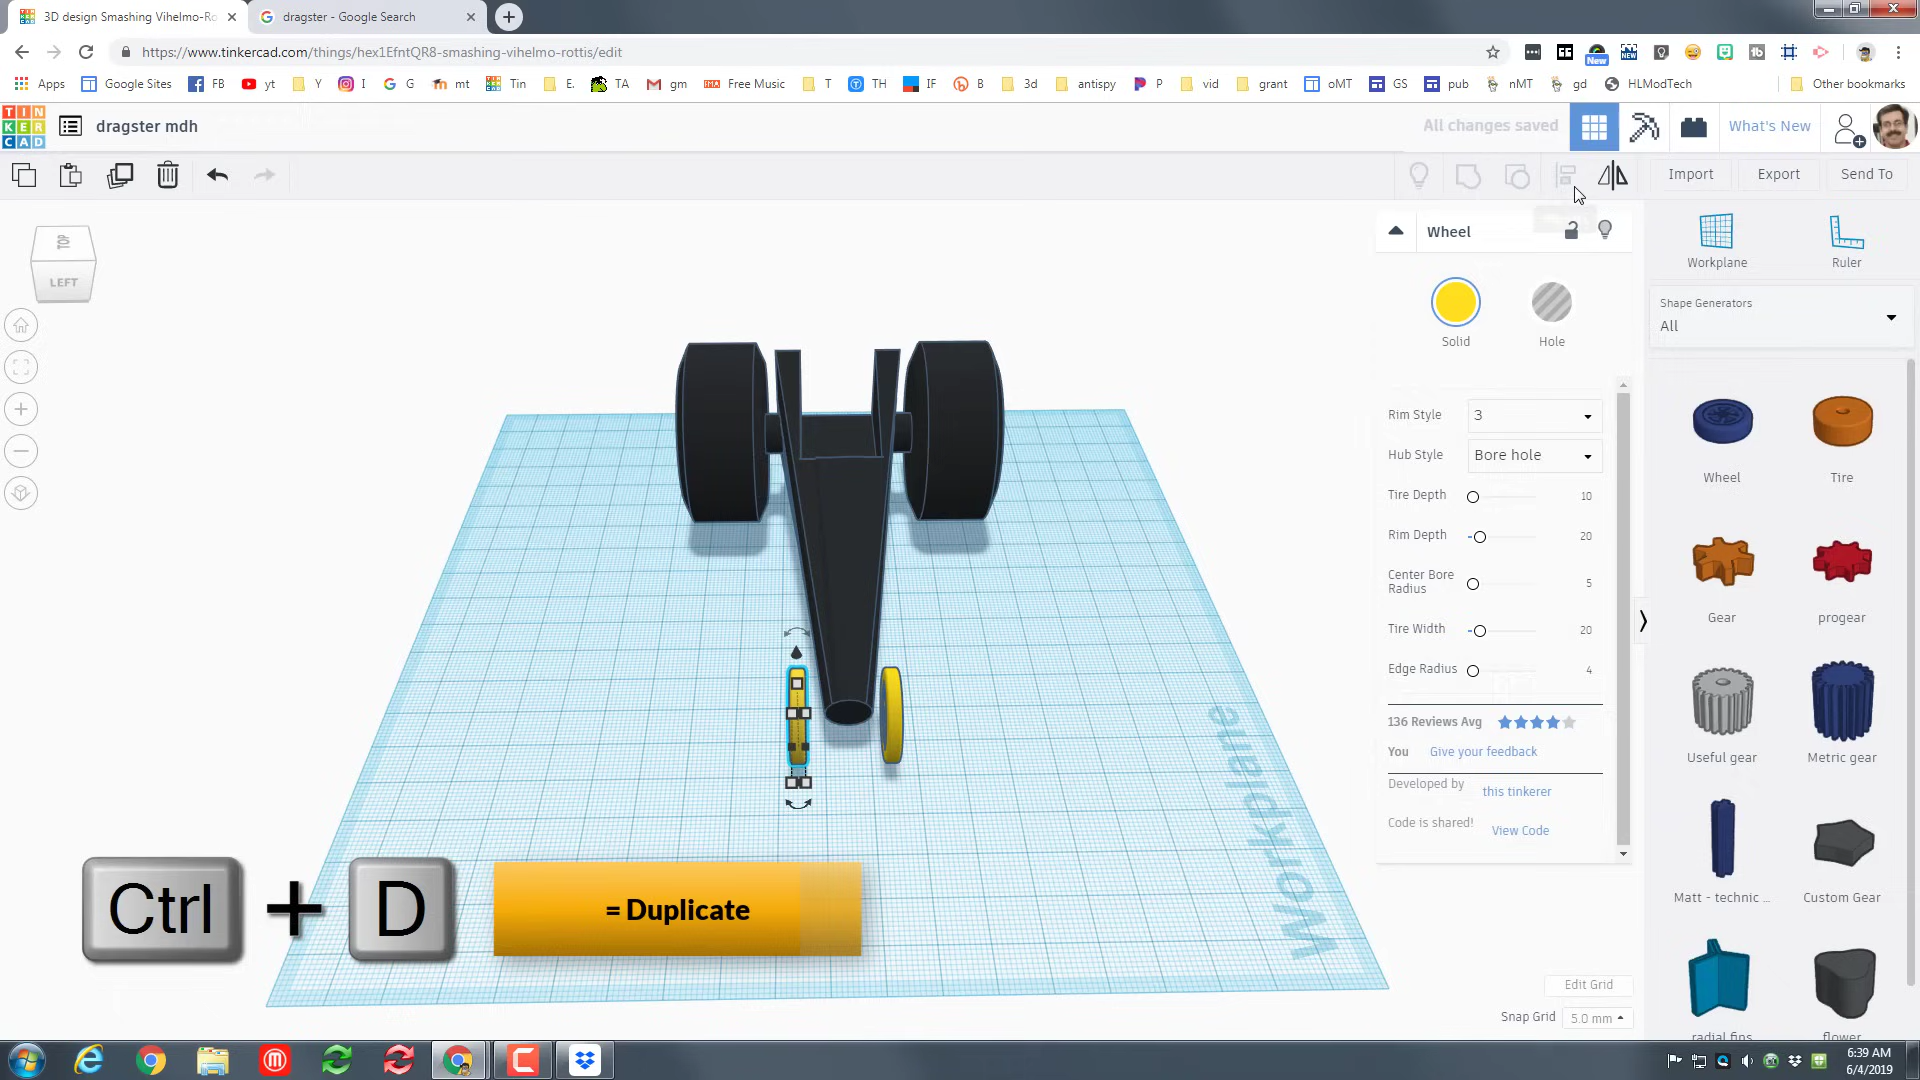 3D design Smashing Vihelmo-Ro
dragster - Google Search
https://www.tinkercad.com/things/hex1EfntQR8-smashing-vihelmo-rottis/edit
New
NEW
Apps
Google Sites
FB
yt
Y
I
G
mt
Tin
E.
TA
gm
Free Music
T
TH
IF
B
3d
antispy
P
vid
grant
oMT
GS
pub
nMT
gd
HLModTech
Other bookmarks
TIN
KER
CAD
dragster mdh
All changes saved
What's New
Import
Export
Send To
TOP
LEFT
Wheel
Solid
Hole
Rim Style 3
Hub Style Bore hole
Tire Depth 10
Rim Depth 20
Center Bore
Radius 5
Tire Width 20
Edge Radius 4
136 Reviews Avg
You Give your feedback
Developed by this tinkerer
Code is shared! View Code
Workplane
Ruler
Shape Generators
All
Wheel
Tire
Gear
progear
Useful gear
Metric gear
Matt - technic ...
Custom Gear
radial fins
flower
Workplane
Ctrl + D = Duplicate
Edit Grid
Snap Grid 5.0 mm
6:39 AM
6/4/2019